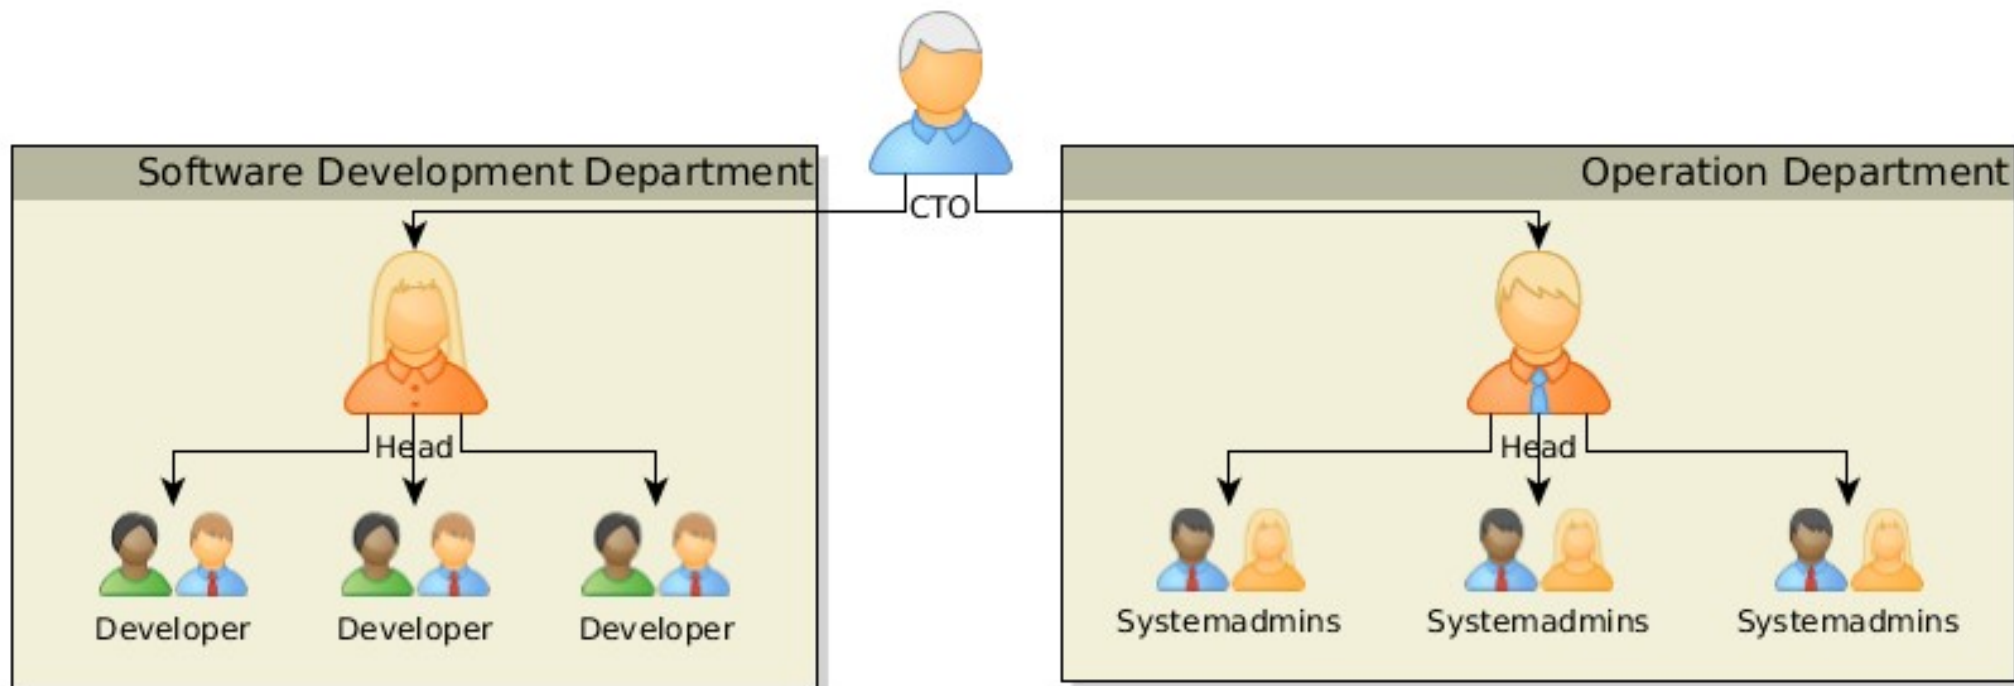 Software Development Department
Operation Department
CTO
Head
Head
Developer
Developer
Developer
Systemadmins
Systemadmins
Systemadmins